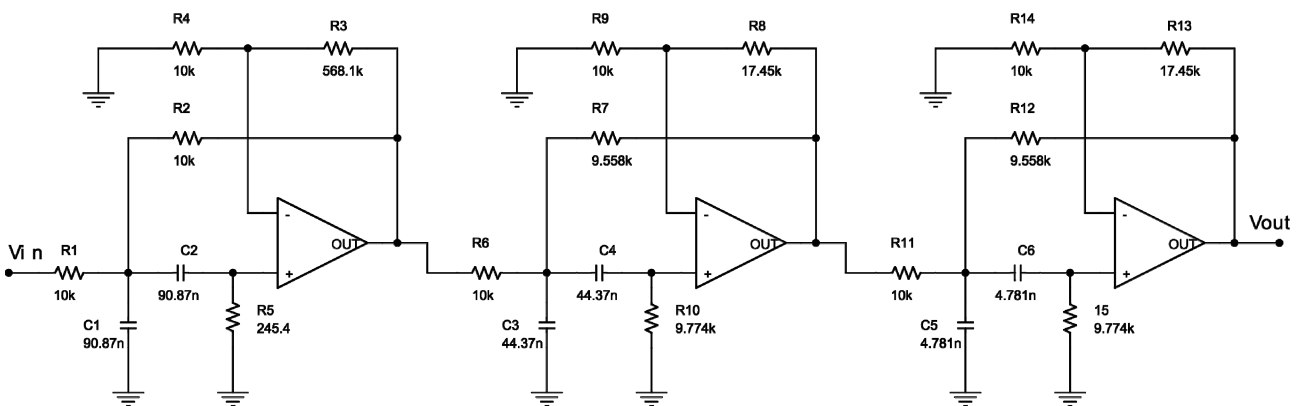 R4
10k
R3
568.1k
R2
10k
Vi n
R1
10k
C2
90.87n
C1
90.87n
R5
245.4
-
+
OUT
R9
10k
R8
17.45k
R7
9.558k
R6
10k
C4
44.37n
C3
44.37n
R10
9.774k
-
+
OUT
R14
10k
R13
17.45k
R12
9.558k
R11
10k
C6
4.781n
C5
4.781n
15
9.774k
-
+
OUT
Vout